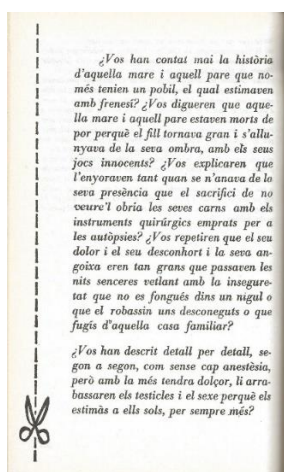 ¿Vos han contat mai la història
d'aquella mare i aquell pare que no-
més tenien un pobil, el qual estimaven
amb frenesí? ¿Vos digueren que aque-
lla mare i aquell pare estaven morts de
por perquè el fill tornava gran i s'allu-
nyava de la seva ombra, amb els seus
jocs innocents? ¿Vos explicaren que
l'enyoraven tant quan se n'anava de la
seva presència que el sacrifici de no
veure'l obria les seves carns amb els
instruments quirúrgics emprats per a
les autòpsies? ¿Vos repetiren que el seu
dolor i el seu desconhort i la seva an-
goixa eren tan grans que passaven les
nits senceres vetlant amb la insegure-
tat que no es fongués dins un nigul o
que el robassin uns desconeguts o que
fugís d'aquella casa familiar?
¿Vos han descrit detall per detall, se-
gon a segon, com sense cap anestèsia,
però amb la més tendra dolçor, li arra-
bassaren els testicles i el sexe perquè els
estimàs a ells sols, per sempre més?